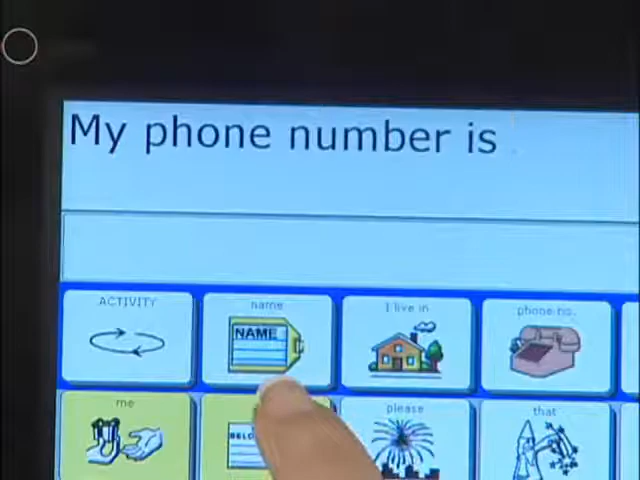 My phone number is
ACTIVITY
name
I live in
phone no.
NAME
me
please
that